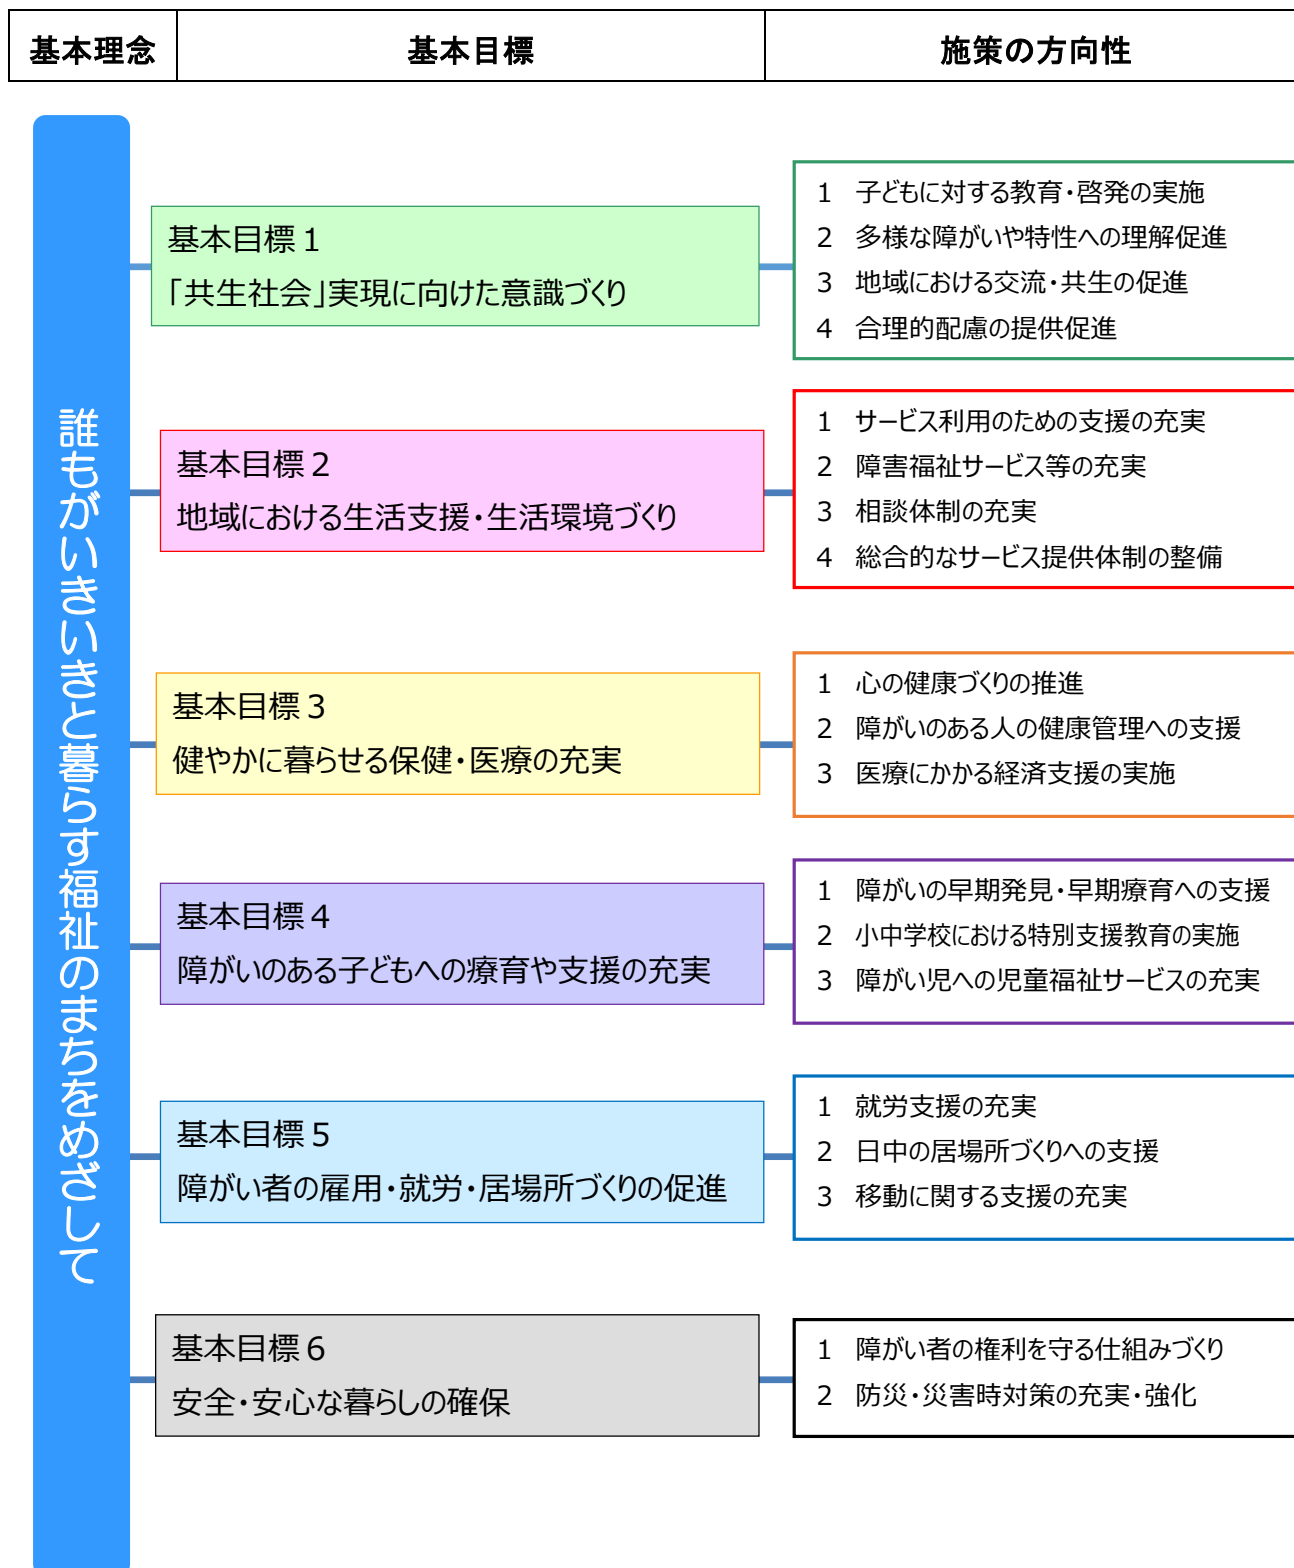 基本理念
基本目標
施策の方向性
誰もがいきいきと暮らす福祉のまちをめざして
基本目標１
「共生社会」実現に向けた意識づくり
1 子どもに対する教育・啓発の実施
2 多様な障がいや特性への理解促進
3 地域における交流・共生の促進
4 合理的配慮の提供促進
基本目標２
地域における生活支援・生活環境づくり
1 サービス利用のための支援の充実
2 障害福祉サービス等の充実
3 相談体制の充実
4 総合的なサービス提供体制の整備
基本目標３
健やかに暮らせる保健・医療の充実
1 心の健康づくりの推進
2 障がいのある人の健康管理への支援
3 医療にかかる経済支援の実施
基本目標４
障がいのある子どもへの療育や支援の充実
1 障がいの早期発見・早期療育への支援
2 小中学校における特別支援教育の実施
3 障がい児への児童福祉サービスの充実
基本目標５
障がい者の雇用・就労・居場所づくりの促進
1 就労支援の充実
2 日中の居場所づくりへの支援
3 移動に関する支援の充実
基本目標６
安全・安心な暮らしの確保
1 障がい者の権利を守る仕組みづくり
2 防災・災害時対策の充実・強化